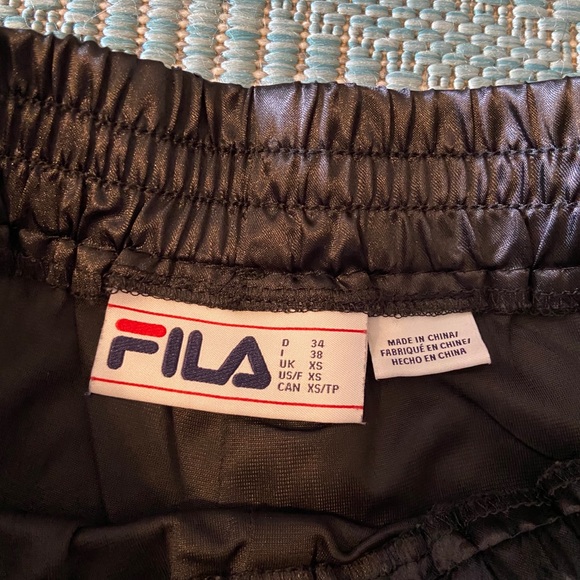 FILA
D 34
I 38
UK XS
US/F XS
CAN XS/TP
MADE IN CHINA/
FABRIQUÉ EN CHINE/
HECHO EN CHINA